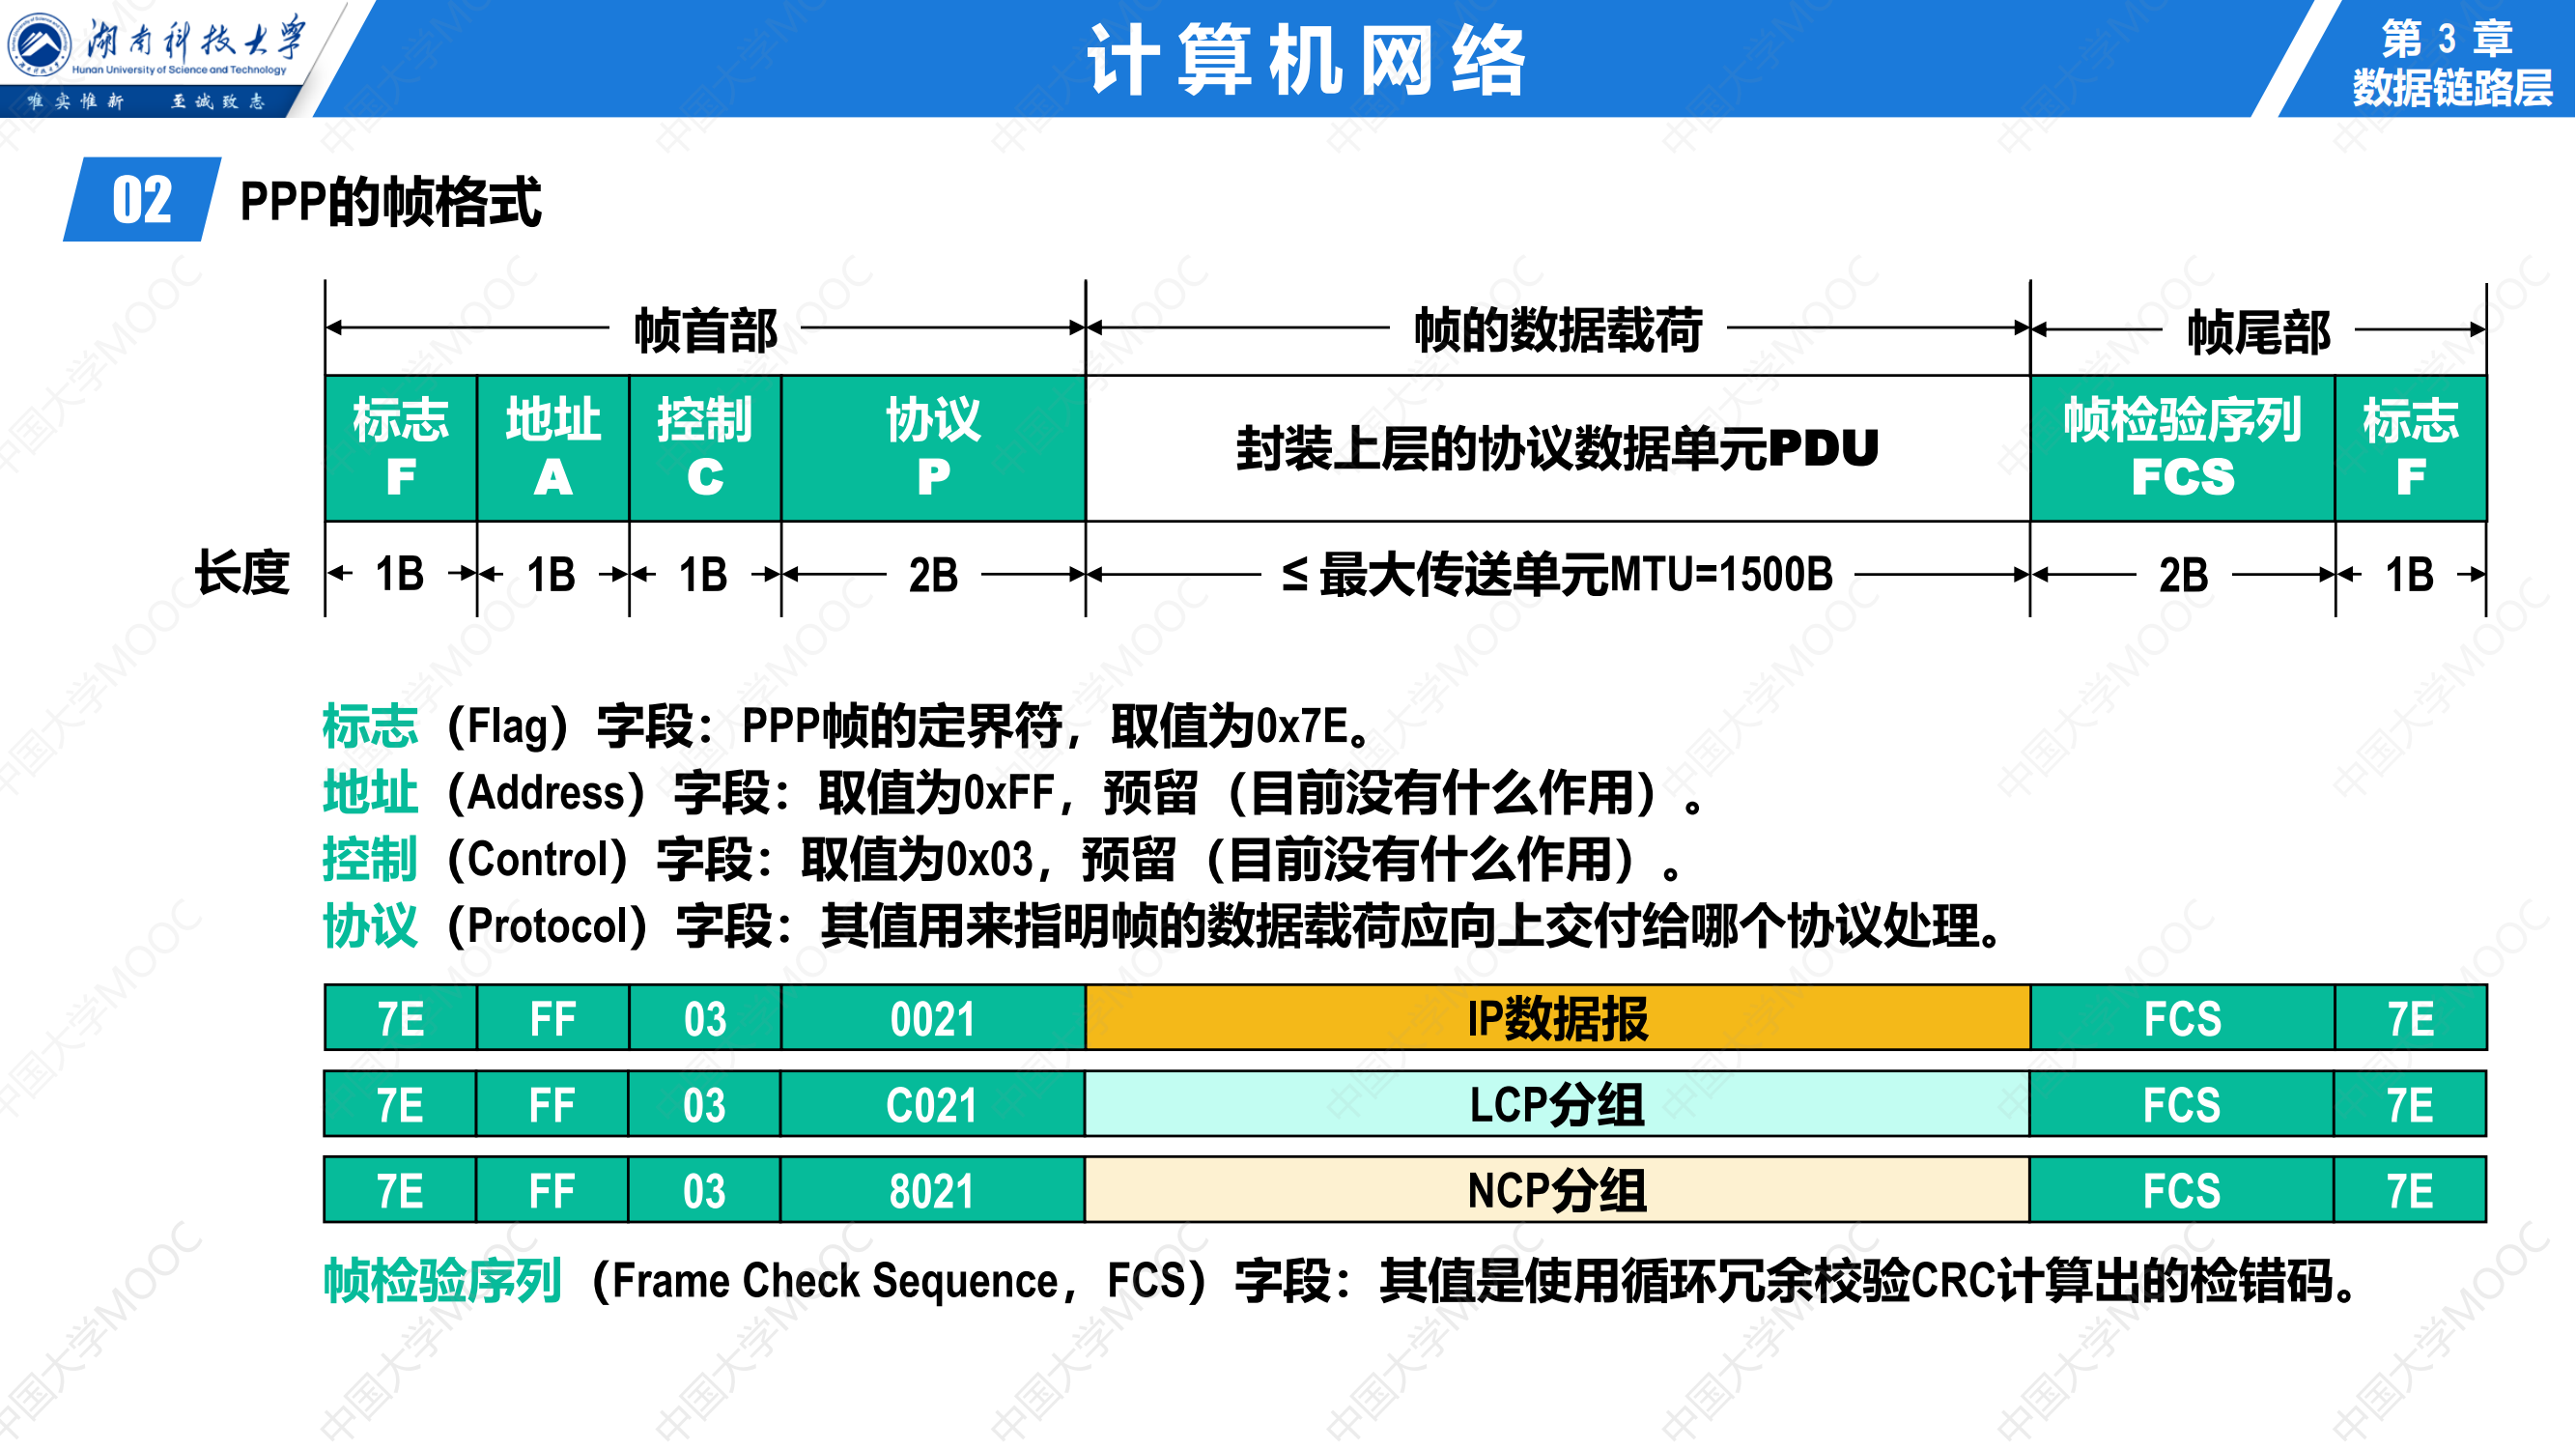 湖南科技大学
Hunan University of Science and Technology
唯实惟新 至诚致志
计算机网络
第 3 章
数据链路层
02 PPP的帧格式
帧首部 帧的数据载荷 帧尾部
标志 地址 控制 协议 帧检验序列 标志
F A C P 封装上层的协议数据单元PDU FCS F
长度 1B 1B 1B 2B ≤ 最大传送单元MTU=1500B 2B 1B
标志（Flag）字段：PPP帧的定界符，取值为0x7E。
地址（Address）字段：取值为0xFF，预留（目前没有什么作用）。
控制（Control）字段：取值为0x03，预留（目前没有什么作用）。
协议（Protocol）字段：其值用来指明帧的数据载荷应向上交付给哪个协议处理。
7E FF 03 0021 IP数据报 FCS 7E
7E FF 03 C021 LCP分组 FCS 7E
7E FF 03 8021 NCP分组 FCS 7E
帧检验序列（Frame Check Sequence，FCS）字段：其值是使用循环冗余校验CRC计算出的检错码。
中国大学MOOC